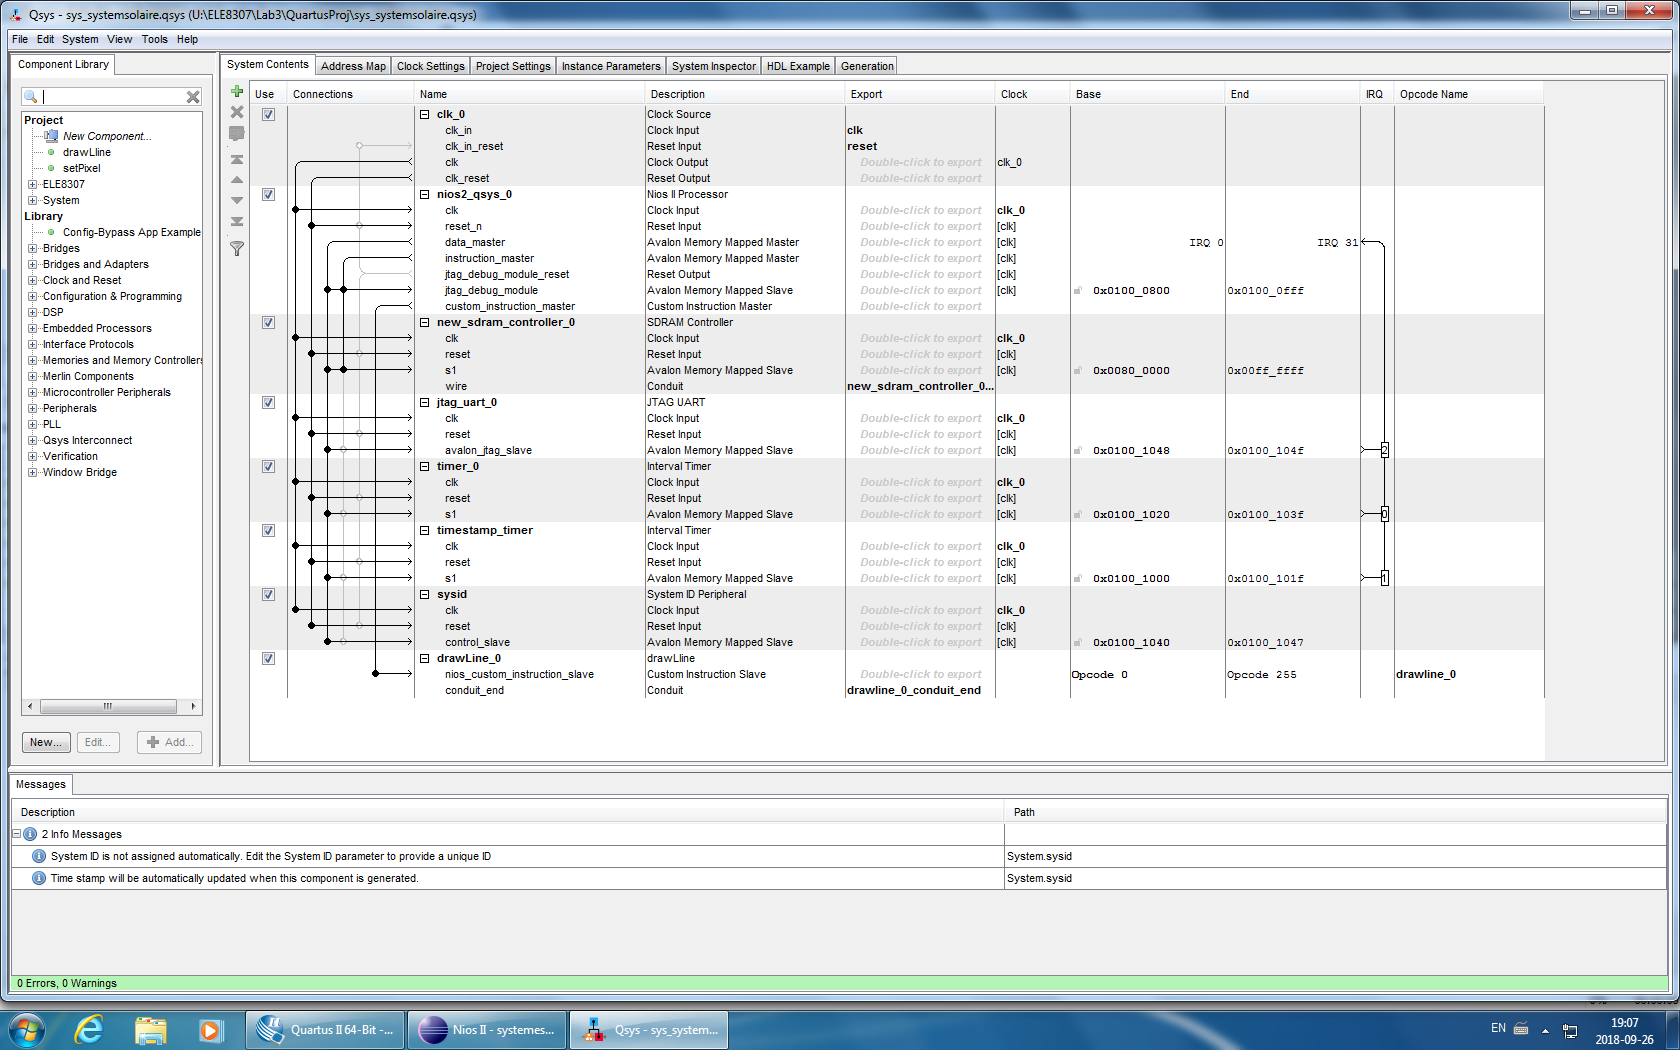 Qsys - sys_systemsolaire.qsys (U:\ELE8307\Lab3\QuartusProj\sys_systemsolaire.qsys)
File Edit System View Tools Help
Component Library
Project
New Component...
drawLline
setPixel
ELE8307
System
Library
Config-Bypass App Example
Bridges
Bridges and Adapters
Clock and Reset
Configuration & Programming
DSP
Embedded Processors
Interface Protocols
Memories and Memory Controllers
Merlin Components
Microcontroller Peripherals
Peripherals
PLL
Qsys Interconnect
Verification
Window Bridge
New... Edit... Add...
System Contents Address Map Clock Settings Project Settings Instance Parameters System Inspector HDL Example Generation
Use Connections Name Description Export Clock Base End IRQ Opcode Name
clk_0 Clock Source
clk_in Clock Input clk
clk_in_reset Reset Input reset
clk Clock Output Double-click to export clk_0
clk_reset Reset Output Double-click to export
nios2_qsys_0 Nios II Processor
clk Clock Input Double-click to export clk_0
reset_n Reset Input Double-click to export [clk]
data_master Avalon Memory Mapped Master Double-click to export [clk] IRQ 0 IRQ 31
instruction_master Avalon Memory Mapped Master Double-click to export [clk]
jtag_debug_module_reset Reset Output Double-click to export [clk]
jtag_debug_module Avalon Memory Mapped Slave Double-click to export [clk] 0x0100_0800 0x0100_0fff
custom_instruction_master Custom Instruction Master Double-click to export
new_sdram_controller_0 SDRAM Controller
clk Clock Input Double-click to export clk_0
reset Reset Input Double-click to export [clk]
s1 Avalon Memory Mapped Slave Double-click to export [clk] 0x0080_0000 0x00ff_ffff
wire Conduit new_sdram_controller_0...
jtag_uart_0 JTAG UART
clk Clock Input Double-click to export clk_0
reset Reset Input Double-click to export [clk]
avalon_jtag_slave Avalon Memory Mapped Slave Double-click to export [clk] 0x0100_1048 0x0100_104f 2
timer_0 Interval Timer
clk Clock Input Double-click to export clk_0
reset Reset Input Double-click to export [clk]
s1 Avalon Memory Mapped Slave Double-click to export [clk] 0x0100_1020 0x0100_103f 0
timestamp_timer Interval Timer
clk Clock Input Double-click to export clk_0
reset Reset Input Double-click to export [clk]
s1 Avalon Memory Mapped Slave Double-click to export [clk] 0x0100_1000 0x0100_101f 1
sysid System ID Peripheral
clk Clock Input Double-click to export clk_0
reset Reset Input Double-click to export [clk]
control_slave Avalon Memory Mapped Slave Double-click to export [clk] 0x0100_1040 0x0100_1047
drawLine_0 drawLline
nios_custom_instruction_slave Custom Instruction Slave Double-click to export Opcode 0 Opcode 255 drawline_0
conduit_end Conduit drawline_0_conduit_end
Messages
Description Path
2 Info Messages
System ID is not assigned automatically. Edit the System ID parameter to provide a unique ID System.sysid
Time stamp will be automatically updated when this component is generated. System.sysid
0 Errors, 0 Warnings
Quartus II 64-Bit -... Nios II - systemes... Qsys - sys_system... EN 19:07
2018-09-26